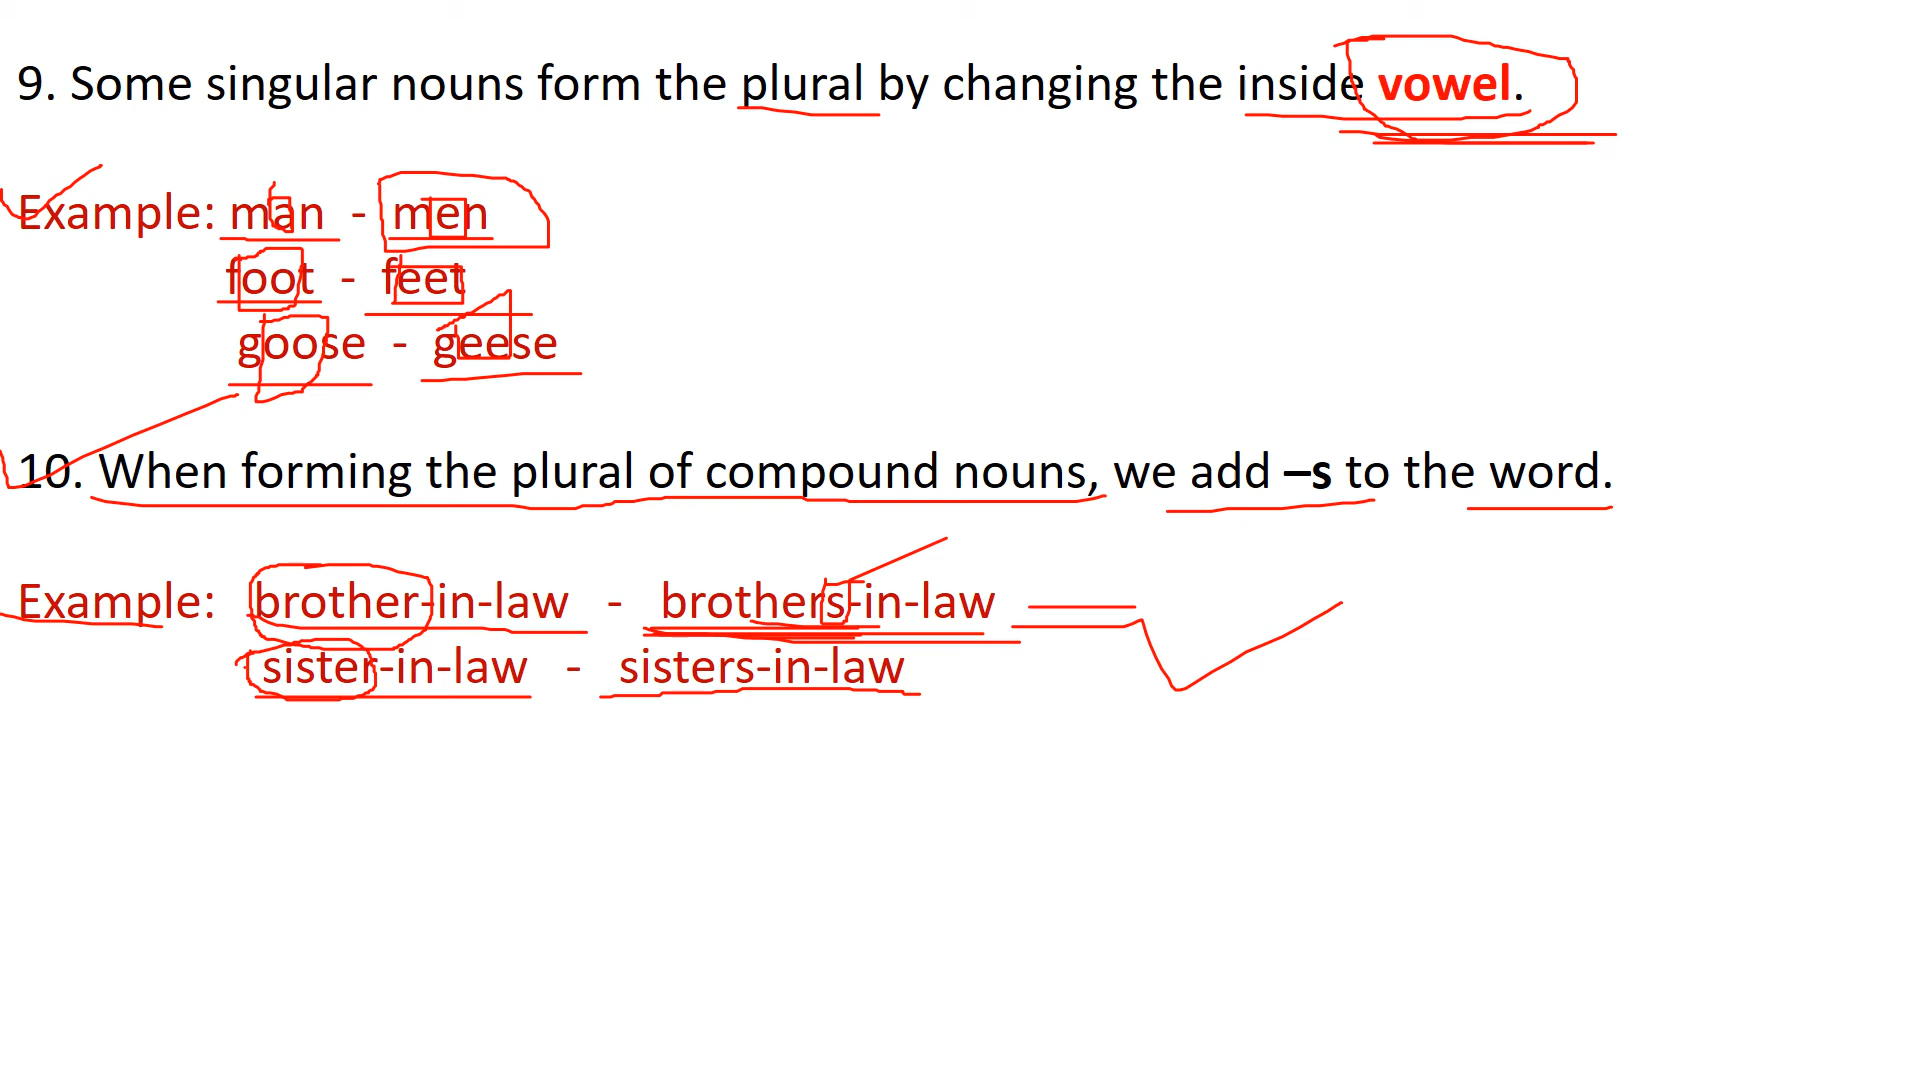 9. Some singular nouns form the plural by changing the inside vowel.
Example: man - men
foot - feet
goose - geese
10. When forming the plural of compound nouns, we add –s to the word.
Example: brother-in-law - brothers-in-law
sister-in-law - sisters-in-law